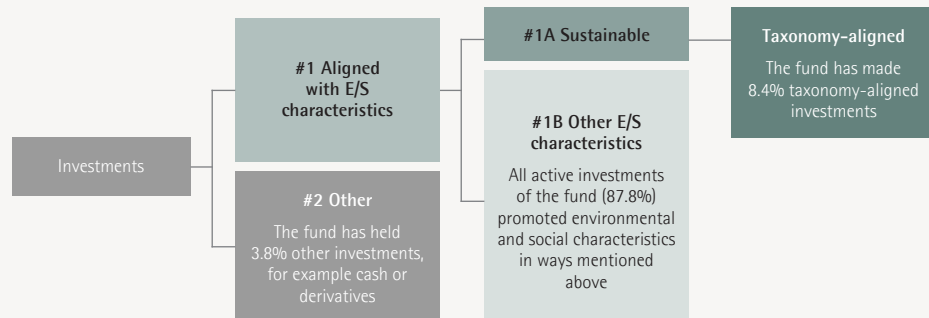 Investments
#1 Aligned
with E/S
characteristics
#2 Other
The fund has held
3.8% other investments,
for example cash or
derivatives
#1A Sustainable
#1B Other E/S
characteristics
All active investments
of the fund (87.8%)
promoted environmental
and social characteristics
in ways mentioned
above
Taxonomy-aligned
The fund has made
8.4% taxonomy-aligned
investments